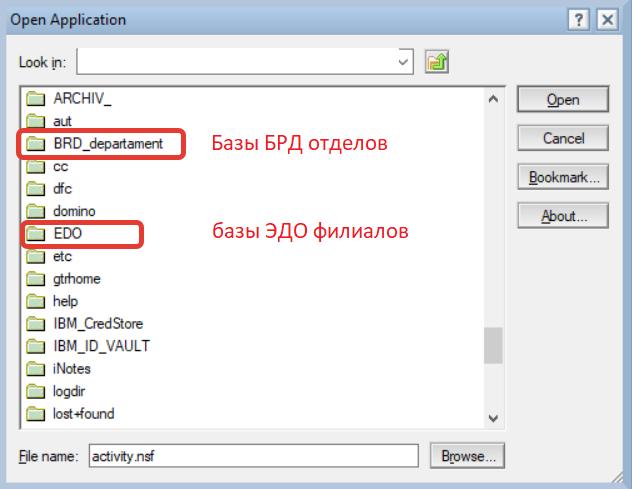 Open Application
Look in:
ARCHIV_
aut
BRD_departament Базы БРД отделов
cc
dfc
domino
EDO базы ЭДО филиалов
etc
gtrhome
help
IBM_CredStore
IBM_ID_VAULT
iNotes
logdir
lost+found
Open
Cancel
Bookmark...
About...
File name: activity.nsf Browse...